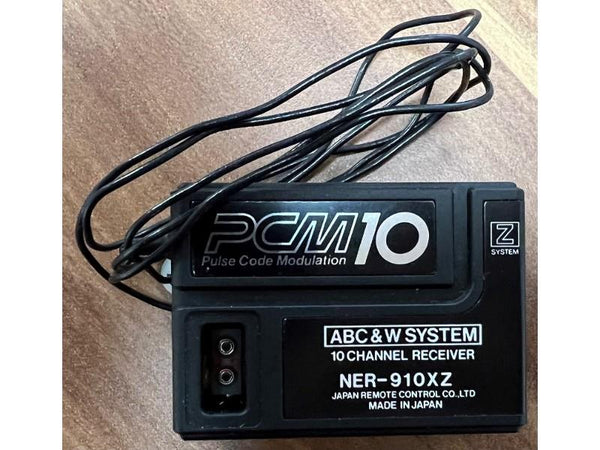 PCM10
Pulse Code Modulation
Z
SYSTEM
ABC&W SYSTEM
10 CHANNEL RECEIVER
NER-910XZ
JAPAN REMOTE CONTROL CO.,LTD
MADE IN JAPAN